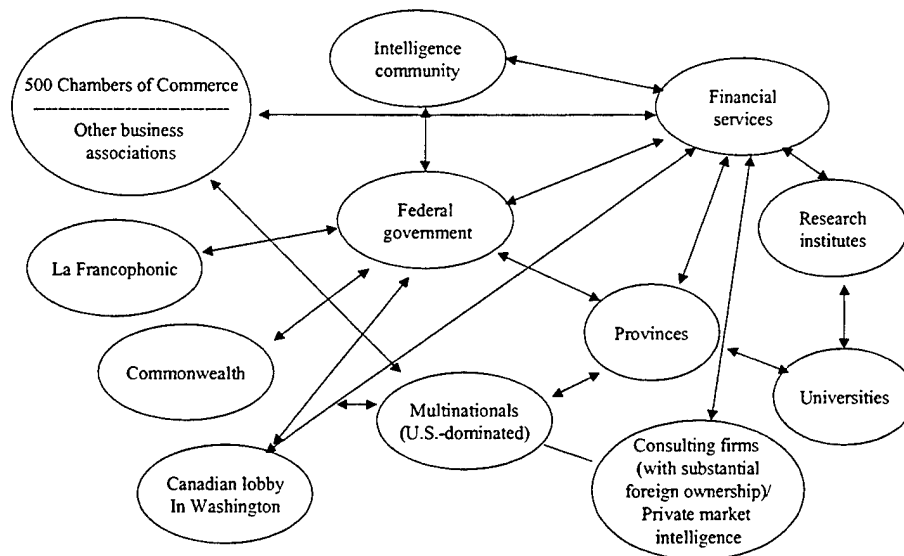 500 Chambers of Commerce
Other business
associations
Intelligence
community
Financial
services
Federal
government
Research
institutes
La Francophonic
Provinces
Commonwealth
Universities
Multinationals
(U.S.-dominated)
Consulting firms
(with substantial
foreign ownership)/
Private market
intelligence
Canadian lobby
In Washington